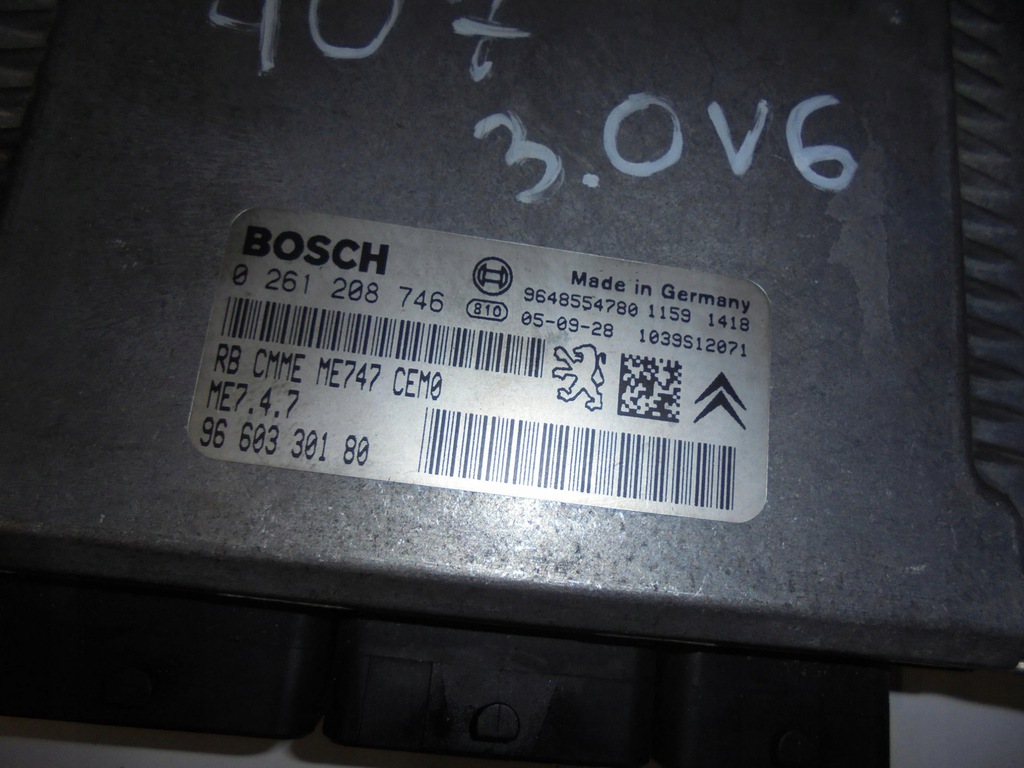 407
3.0V6
BOSCH
0 261 208 746
810
Made in Germany
9648554780 1159 1418
05-09-28 1039S12071
RB CMME ME747 CEM0
ME7.4.7
96 603 301 80